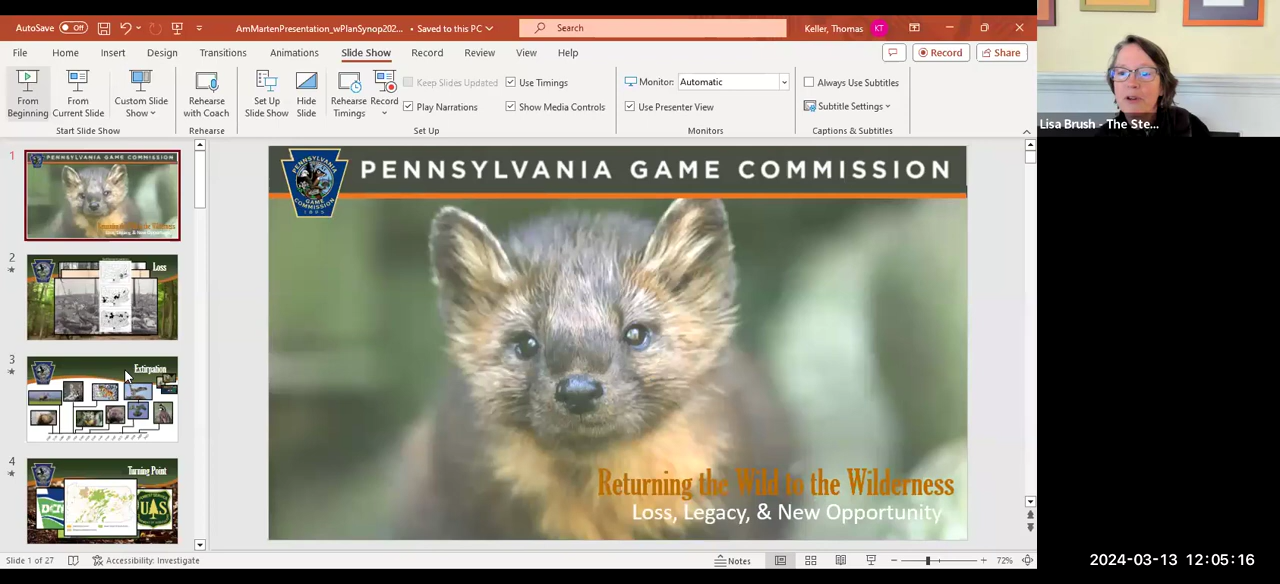 AutoSave Off AmMartenPresentation_wPlanSynop202... • Saved to this PC Search Keller, Thomas KT
File Home Insert Design Transitions Animations Slide Show Record Review View Help Record Share
From Beginning
From Current Slide
Custom Slide Show
Start Slide Show
Rehearse with Coach
Rehearse
Set Up Slide Show
Hide Slide
Rehearse Timings
Record
Keep Slides Updated
Play Narrations
Use Timings
Show Media Controls
Set Up
Monitor: Automatic
Use Presenter View
Monitors
Always Use Subtitles
Subtitle Settings
Captions & Subtitles
Lisa Brush - The Ste...
1
2
Loss
3
Extirpation
4
Turning Point
UAS
PENNSYLVANIA GAME COMMISSION
PENNSYLVANIA
GAME
COMMISSION
1895
Returning the Wild to the Wilderness
Loss, Legacy, & New Opportunity
Slide 1 of 27 Accessibility: Investigate Notes 72%
2024-03-13 12:05:16